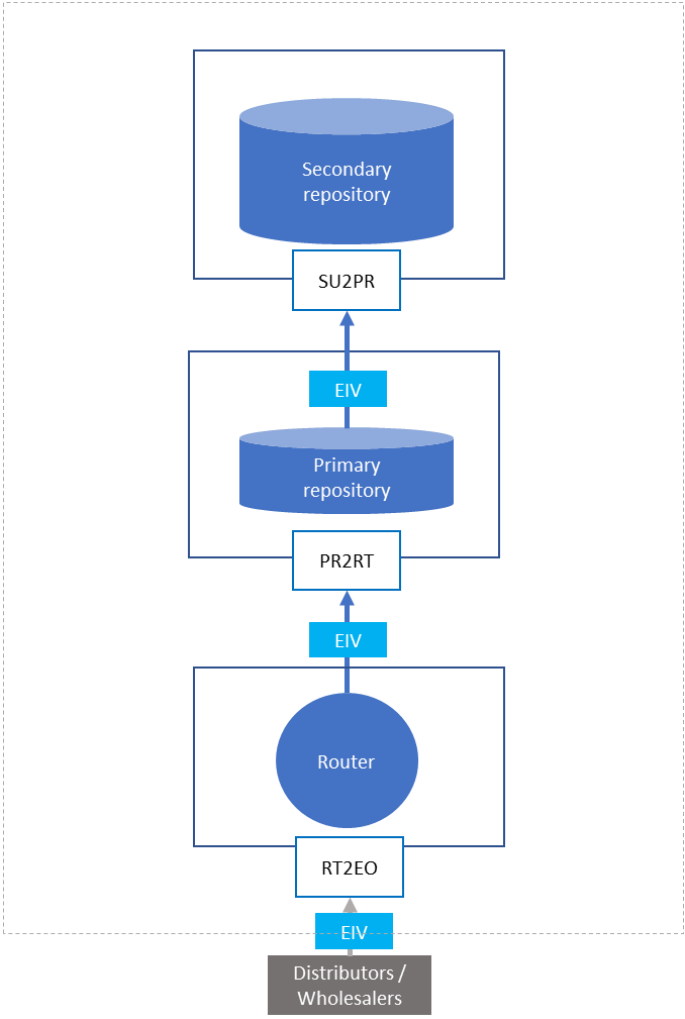 Secondary
repository
SU2PR
EIV
Primary
repository
PR2RT
EIV
Router
RT2EO
EIV
Distributors /
Wholesalers